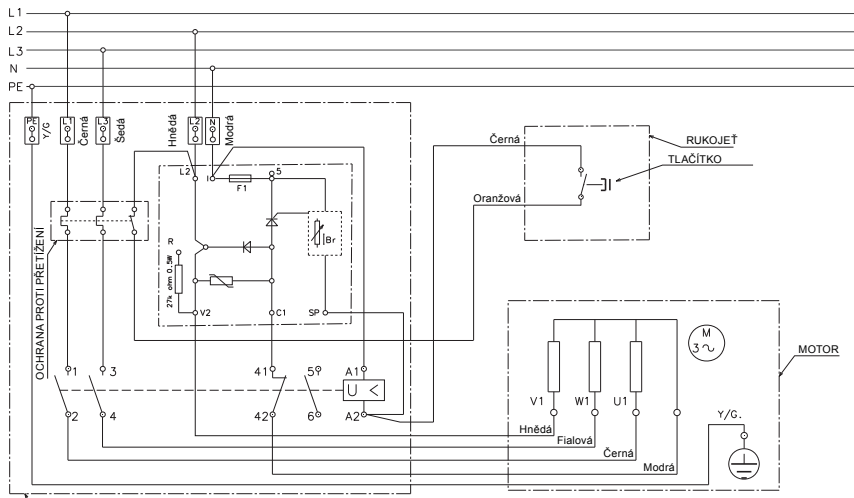 L1
L2
L3
N
PE
PE
Y/G
L1
Černá
L3
Šedá
Hnědá
L2
N
Modrá
Černá
RUKOJEŤ
TLAČÍTKO
Oranžová
L2
I
F1
5
R
Br
27k ohm 0.5W
V2
C1
SP
OCHRANA PROTI PŘETÍŽENÍ
1
3
41
5
A1
U <
2
4
42
6
A2
M
3 ~
MOTOR
V1
W1
U1
Y/G.
Hnědá
Fialová
Černá
Modrá